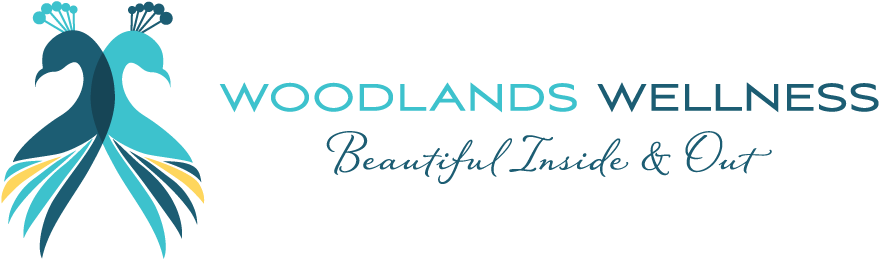 WOODLANDS WELLNESS
Beautiful Inside & Out